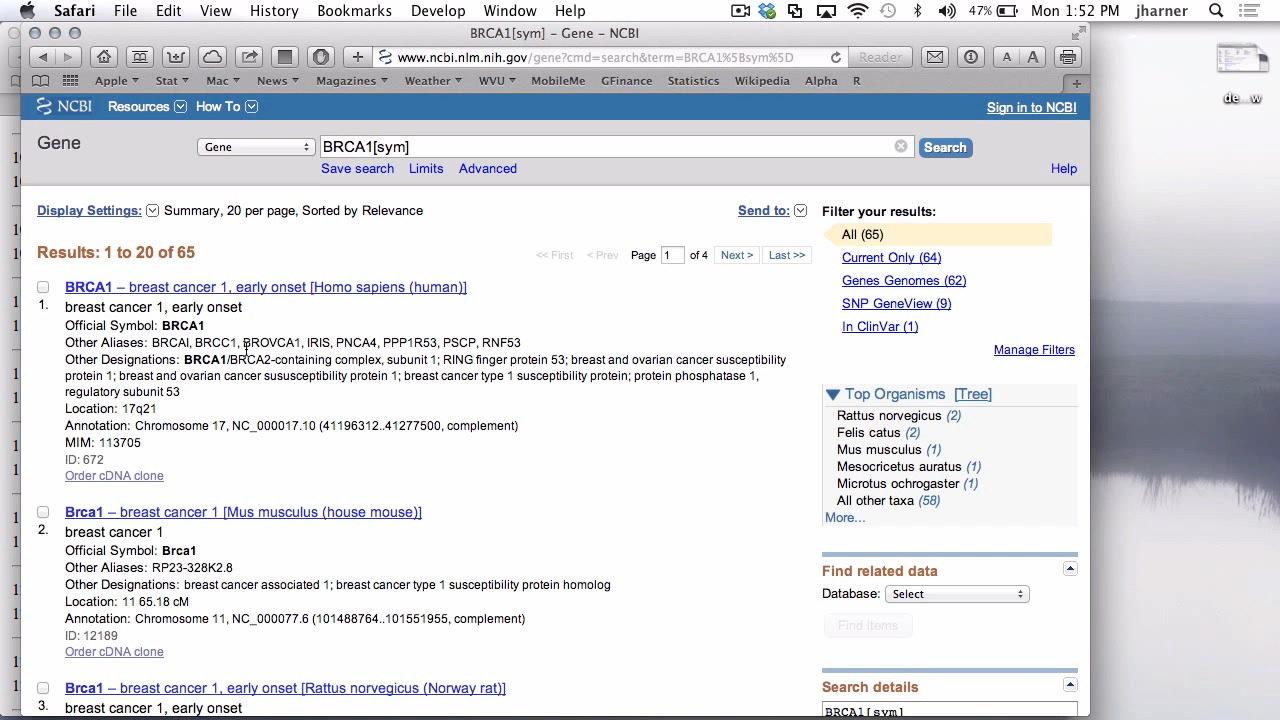 Safari File Edit View History Bookmarks Develop Window Help 47% Mon 1:52 PM jharner
BRCA1[sym] – Gene – NCBI
www.ncbi.nlm.nih.gov/gene?cmd=search&term=BRCA1%5Bsym%5D Reader A A
Apple Stat Mac News Magazines Weather WVU MobileMe GFinance Statistics Wikipedia Alpha R
NCBI Resources How To Sign in to NCBI
Gene Gene BRCA1[sym] Search
Save search Limits Advanced Help
Display Settings: Summary, 20 per page, Sorted by Relevance Send to:
Results: 1 to 20 of 65 << First < Prev Page 1 of 4 Next > Last >>
BRCA1 – breast cancer 1, early onset [Homo sapiens (human)]
1. breast cancer 1, early onset
Official Symbol: BRCA1
Other Aliases: BRCAI, BRCC1, BROVCA1, IRIS, PNCA4, PPP1R53, PSCP, RNF53
Other Designations: BRCA1/BRCA2-containing complex, subunit 1; RING finger protein 53; breast and ovarian cancer susceptibility
protein 1; breast and ovarian cancer sususceptibility protein 1; breast cancer type 1 susceptibility protein; protein phosphatase 1,
regulatory subunit 53
Location: 17q21
Annotation: Chromosome 17, NC_000017.10 (41196312..41277500, complement)
MIM: 113705
ID: 672
Order cDNA clone
Brca1 – breast cancer 1 [Mus musculus (house mouse)]
2. breast cancer 1
Official Symbol: Brca1
Other Aliases: RP23-328K2.8
Other Designations: breast cancer associated 1; breast cancer type 1 susceptibility protein homolog
Location: 11 65.18 cM
Annotation: Chromosome 11, NC_000077.6 (101488764..101551955, complement)
ID: 12189
Order cDNA clone
Brca1 – breast cancer 1, early onset [Rattus norvegicus (Norway rat)]
3. breast cancer 1, early onset
Filter your results:
All (65)
Current Only (64)
Genes Genomes (62)
SNP GeneView (9)
In ClinVar (1)
Manage Filters
Top Organisms [Tree]
Rattus norvegicus (2)
Felis catus (2)
Mus musculus (1)
Mesocricetus auratus (1)
Microtus ochrogaster (1)
All other taxa (58)
More...
Find related data
Database: Select
Find items
Search details
BRCA1[sym]
de...w